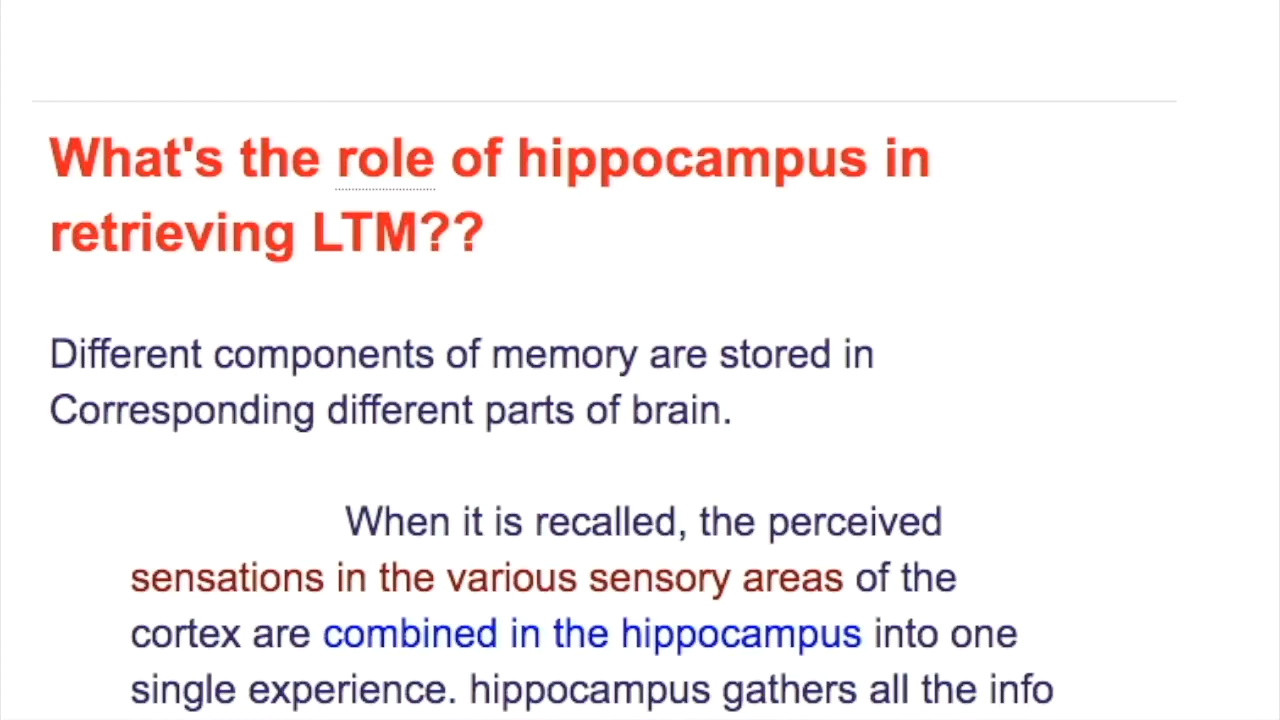 What's the role of hippocampus in
retrieving LTM??
Different components of memory are stored in
Corresponding different parts of brain.
When it is recalled, the perceived
sensations in the various sensory areas of the
cortex are combined in the hippocampus into one
single experience. hippocampus gathers all the info